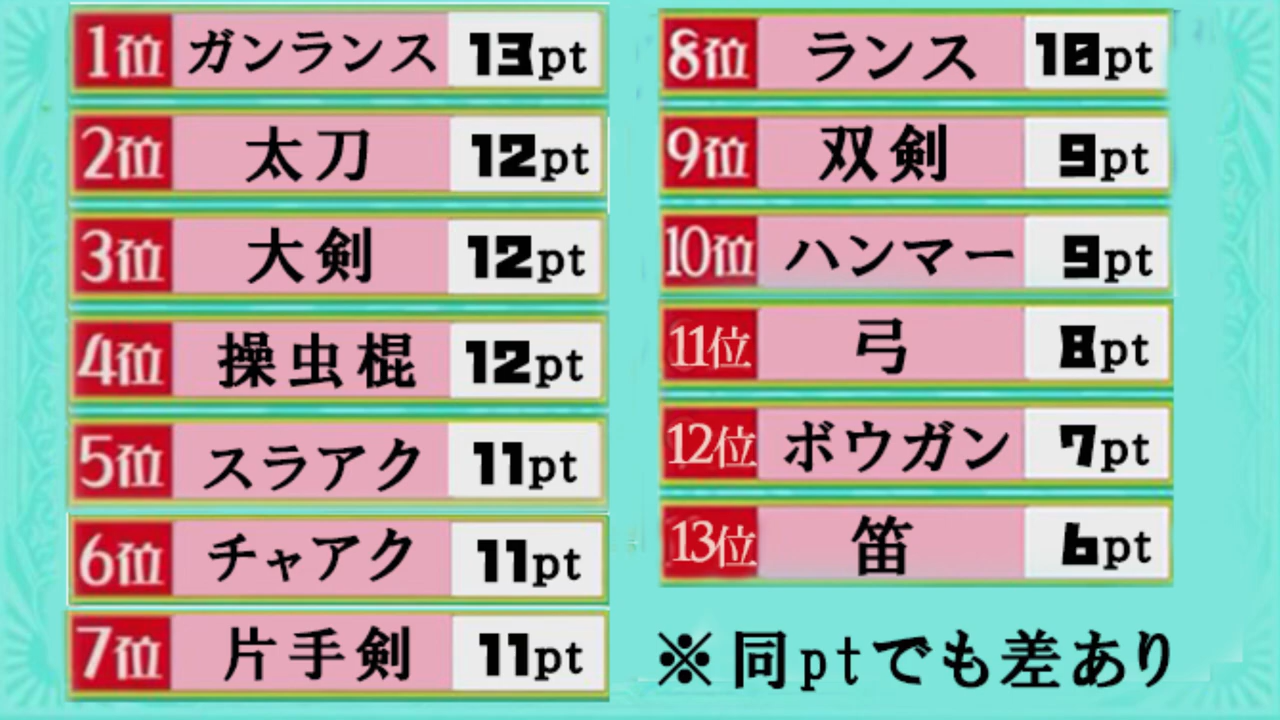 1位 ガンランス 13pt
2位 太刀 12pt
3位 大剣 12pt
4位 操虫棍 12pt
5位 スラアク 11pt
6位 チャアク 11pt
7位 片手剣 11pt
8位 ランス 10pt
9位 双剣 9pt
10位 ハンマー 9pt
11位 弓 8pt
12位 ボウガン 7pt
13位 笛 6pt
※同ptでも差あり